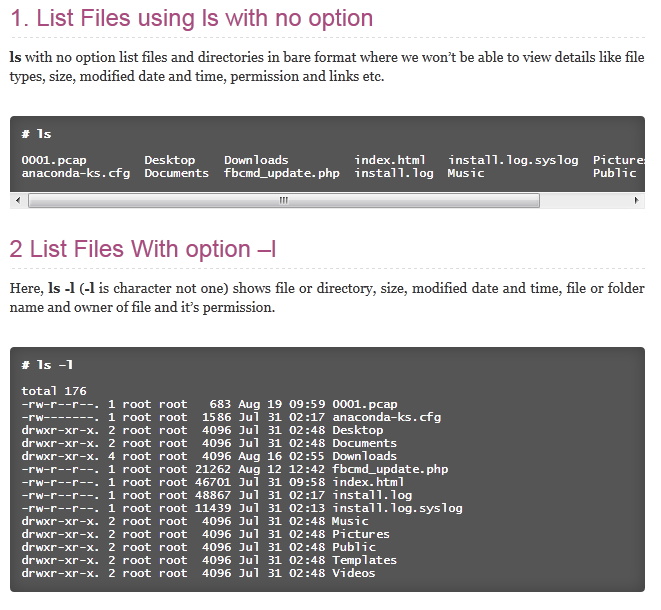 1. List Files using ls with no option
ls with no option list files and directories in bare format where we won’t be able to view details like file
types, size, modified date and time, permission and links etc.
# ls
0001.pcap        Desktop    Downloads         index.html   install.log.syslog  Pictures
anaconda-ks.cfg  Documents  fbcmd_update.php  install.log  Music               Public
2 List Files With option –l
Here, ls -l (-l is character not one) shows file or directory, size, modified date and time, file or folder
name and owner of file and it’s permission.
# ls -l
total 176
-rw-r--r--. 1 root root   683 Aug 19 09:59 0001.pcap
-rw-------. 1 root root  1586 Jul 31 02:17 anaconda-ks.cfg
drwxr-xr-x. 2 root root  4096 Jul 31 02:48 Desktop
drwxr-xr-x. 2 root root  4096 Jul 31 02:48 Documents
drwxr-xr-x. 4 root root  4096 Aug 16 02:55 Downloads
-rw-r--r--. 1 root root 21262 Aug 12 12:42 fbcmd_update.php
-rw-r--r--. 1 root root 46701 Jul 31 09:58 index.html
-rw-r--r--. 1 root root 48867 Jul 31 02:17 install.log
-rw-r--r--. 1 root root 11439 Jul 31 02:13 install.log.syslog
drwxr-xr-x. 2 root root  4096 Jul 31 02:48 Music
drwxr-xr-x. 2 root root  4096 Jul 31 02:48 Pictures
drwxr-xr-x. 2 root root  4096 Jul 31 02:48 Public
drwxr-xr-x. 2 root root  4096 Jul 31 02:48 Templates
drwxr-xr-x. 2 root root  4096 Jul 31 02:48 Videos